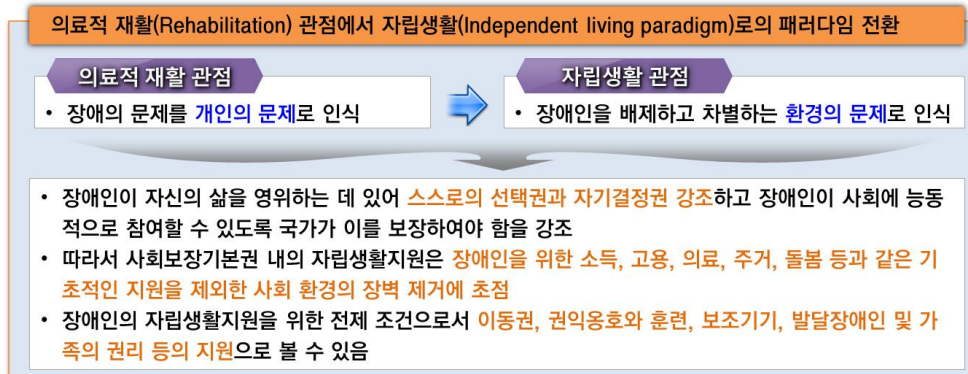 의료적 재활(Rehabilitation) 관점에서 자립생활(Independent living paradigm)로의 패러다임 전환
의료적 재활 관점
• 장애의 문제를 개인의 문제로 인식
자립생활 관점
• 장애인을 배제하고 차별하는 환경의 문제로 인식
• 장애인이 자신의 삶을 영위하는 데 있어 스스로의 선택권과 자기결정권 강조하고 장애인이 사회에 능동
적으로 참여할 수 있도록 국가가 이를 보장하여야 함을 강조
• 따라서 사회보장기본권 내의 자립생활지원은 장애인을 위한 소득, 고용, 의료, 주거, 돌봄 등과 같은 기
초적인 지원을 제외한 사회 환경의 장벽 제거에 초점
• 장애인의 자립생활지원을 위한 전제 조건으로서 이동권, 권익옹호와 훈련, 보조기기, 발달장애인 및 가
족의 권리 등의 지원으로 볼 수 있음